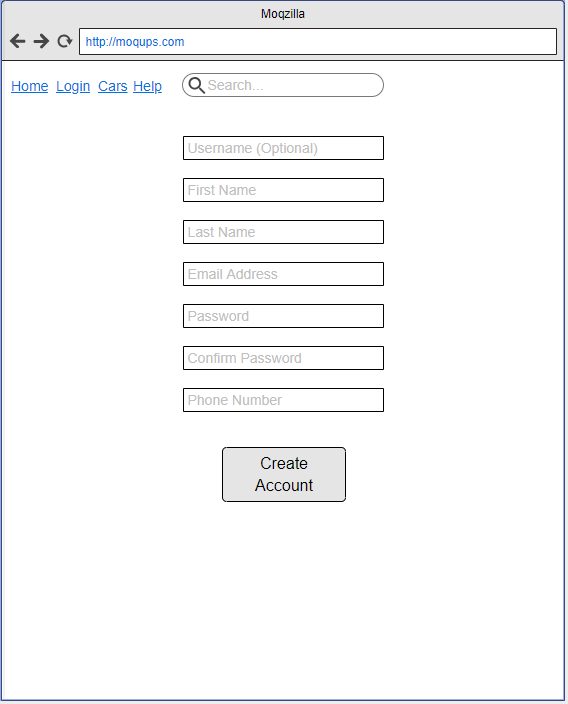 Moqzilla
http://moqups.com
Home Login Cars Help Search...
Username (Optional)
First Name
Last Name
Email Address
Password
Confirm Password
Phone Number
Create
Account